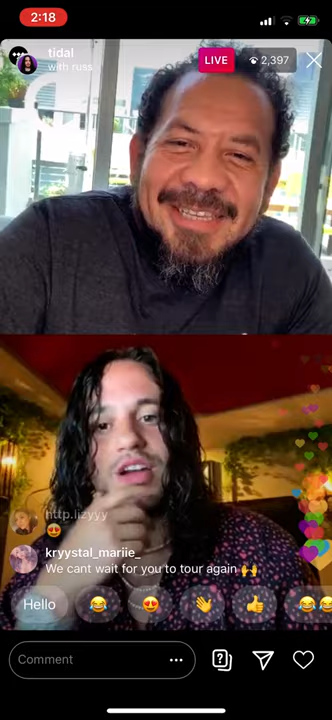 2:18
tidal
with russ
LIVE
2,397
http.lizyyy
😍
kryystal_mariie_
We cant wait for you to tour again 🙌
Hello
Comment